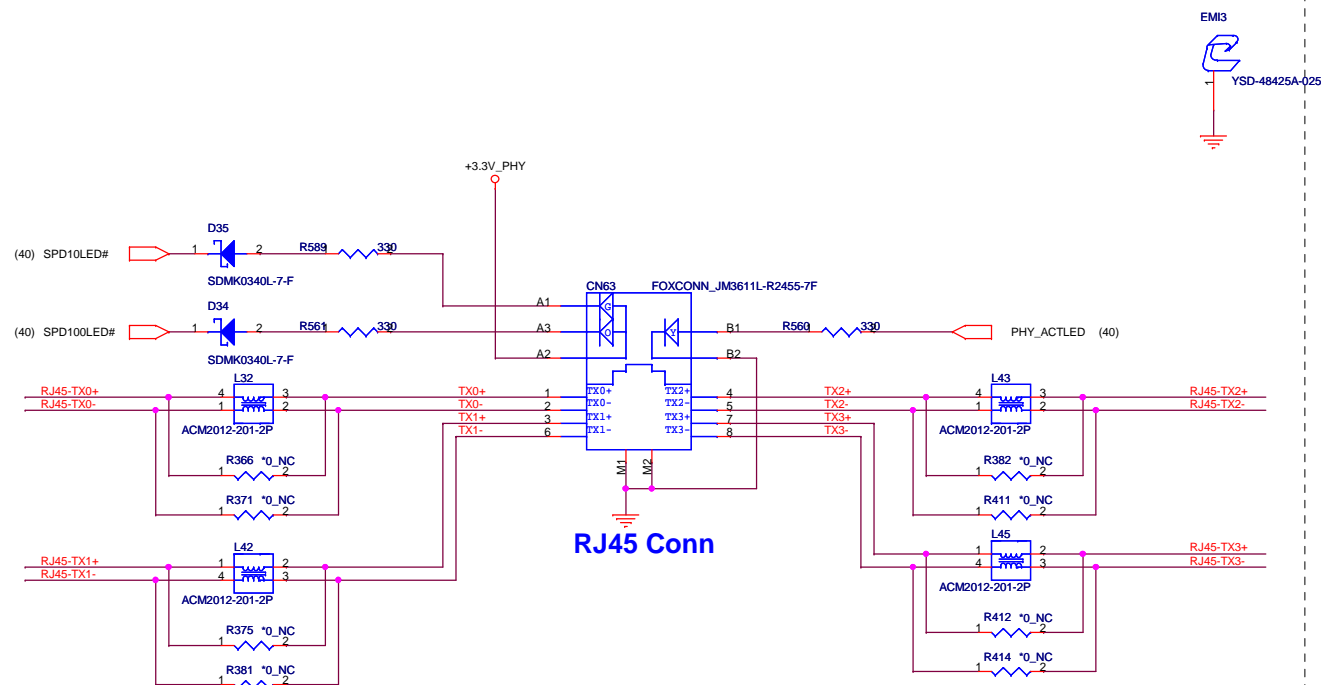 EMI3
1
YSD-48425A-025
+3.3V_PHY
(40) SPD10LED#
1
D35
2
SDMK0340L-7-F
R589
330
(40) SPD100LED#
1
D34
2
SDMK0340L-7-F
R561
330
CN63
FOXCONN_JM3611L-R2455-7F
A1
A3
A2
G
O
Y
B1
B2
R560
330
PHY_ACTLED (40)
RJ45-TX0+
RJ45-TX0-
L32
4
3
1
2
ACM2012-201-2P
R366 *0_NC
1
2
R371 *0_NC
1
2
TX0+
TX0-
TX1+
TX1-
1
2
3
6
TX0+
TX0-
TX1+
TX1-
TX2+
TX2-
TX3+
TX3-
4
5
7
8
TX2+
TX2-
TX3+
TX3-
M1
M2
RJ45 Conn
L43
4
3
1
2
ACM2012-201-2P
RJ45-TX2+
RJ45-TX2-
R382 *0_NC
1
2
R411 *0_NC
1
2
RJ45-TX1+
RJ45-TX1-
L42
1
2
4
3
ACM2012-201-2P
R375 *0_NC
1
2
R381 *0_NC
1
2
L45
1
2
4
3
ACM2012-201-2P
RJ45-TX3+
RJ45-TX3-
R412 *0_NC
1
2
R414 *0_NC
1
2